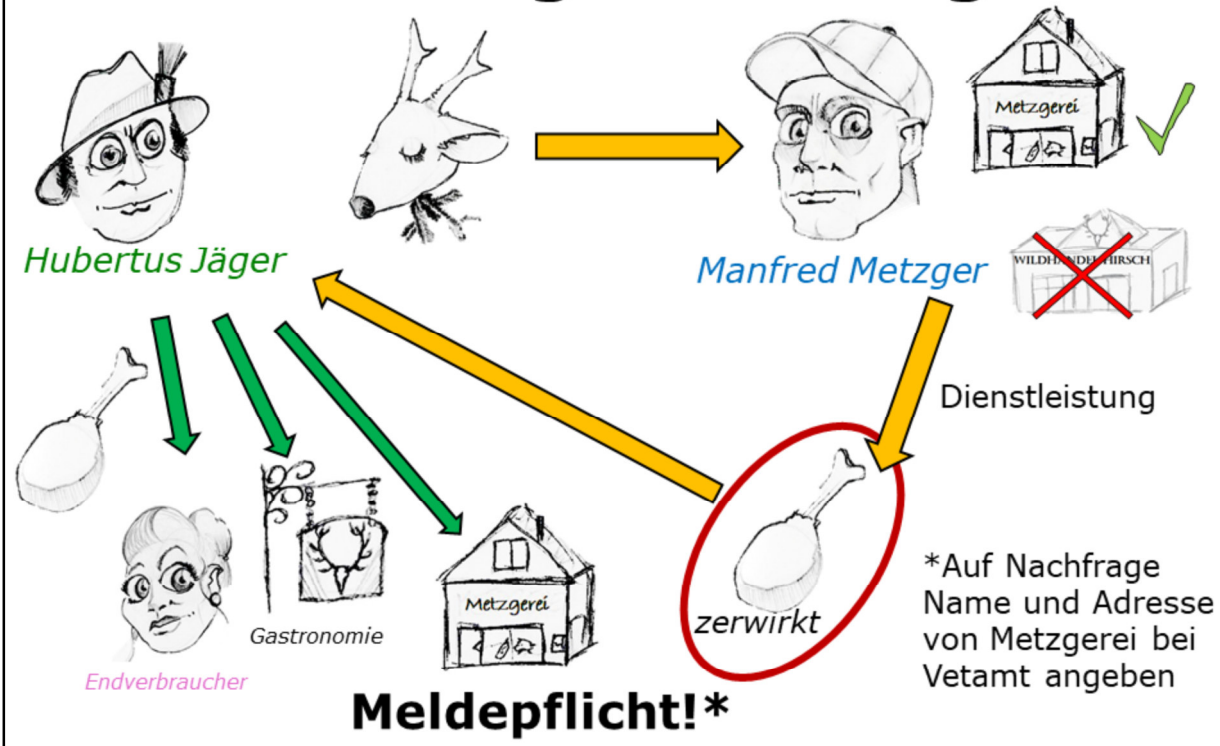 Metzgerei
WILDHANDEL HIRSCH
Hubertus Jäger
Manfred Metzger
Dienstleistung
*Auf Nachfrage
Name und Adresse
von Metzgerei bei
Vetamt angeben
zerwirkt
Metzgerei
Gastronomie
Endverbraucher
Meldepflicht!*